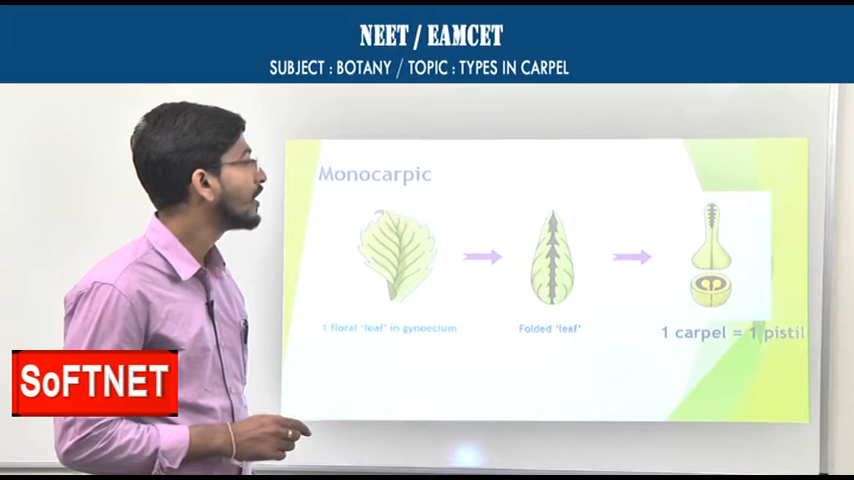 NEET / EAMCET
SUBJECT : BOTANY / TOPIC : TYPES IN CARPEL
Monocarpic
1 floral 'leaf' in gynoecium
Folded 'leaf'
1 carpel = 1 pistil
SoFTNET